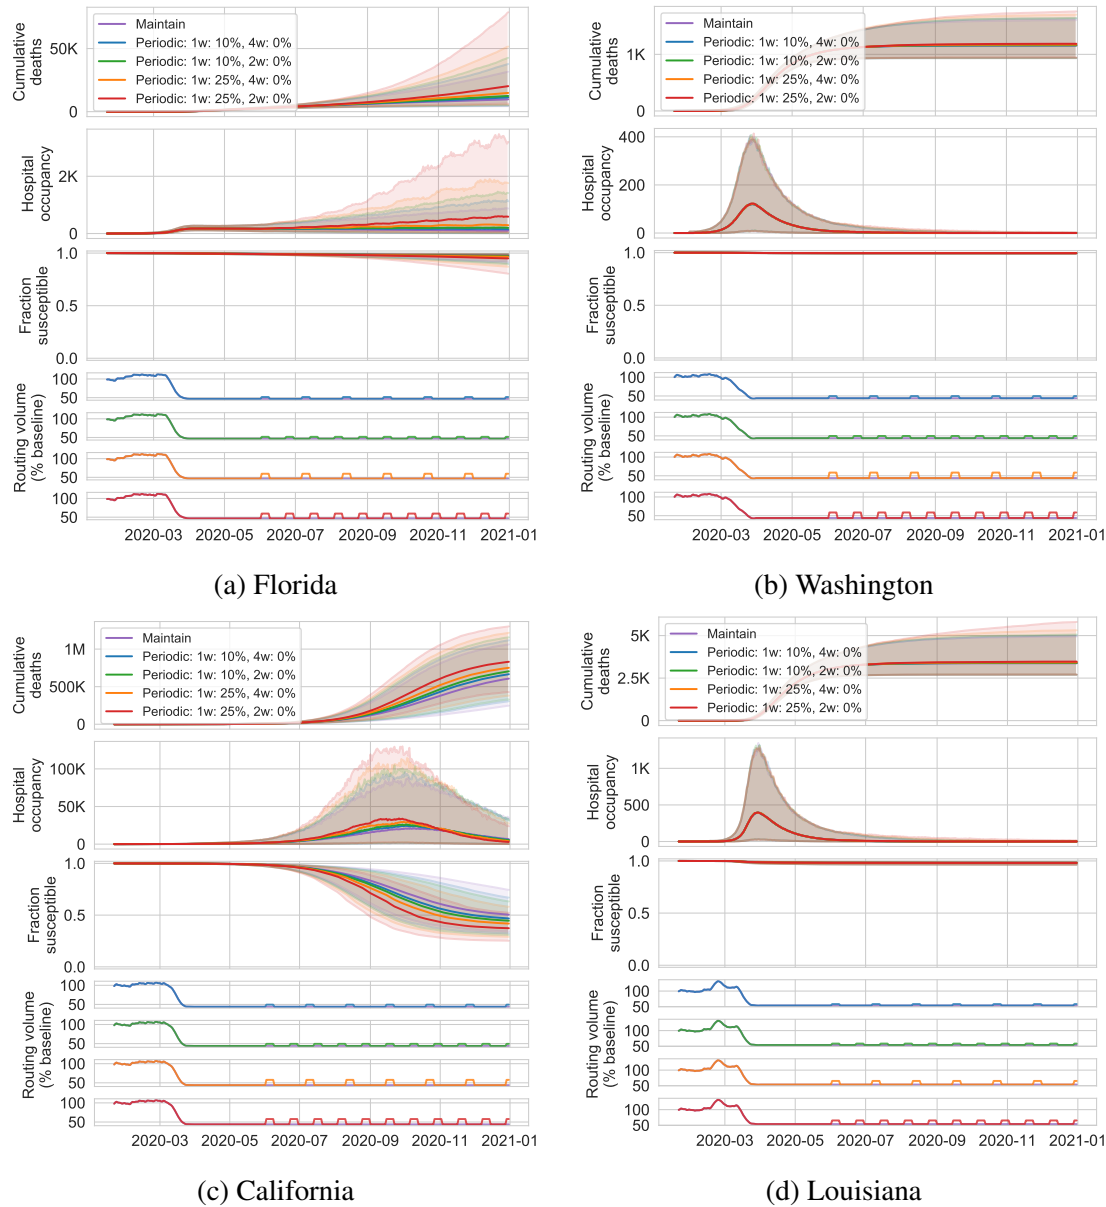 Cumulative
deaths
50K
0
Maintain
Periodic: 1w: 10%, 4w: 0%
Periodic: 1w: 10%, 2w: 0%
Periodic: 1w: 25%, 4w: 0%
Periodic: 1w: 25%, 2w: 0%
Hospital
occupancy
2K
0
Fraction
susceptible
1.0
0.5
0.0
Routing volume
(% baseline)
100
50
100
50
100
50
100
50
2020-03 2020-05 2020-07 2020-09 2020-11 2021-01
(a) Florida
Cumulative
deaths
1K
0
Maintain
Periodic: 1w: 10%, 4w: 0%
Periodic: 1w: 10%, 2w: 0%
Periodic: 1w: 25%, 4w: 0%
Periodic: 1w: 25%, 2w: 0%
Hospital
occupancy
400
200
0
Fraction
susceptible
1.0
0.5
0.0
Routing volume
(% baseline)
100
50
100
50
100
50
100
50
2020-03 2020-05 2020-07 2020-09 2020-11 2021-01
(b) Washington
Cumulative
deaths
1M
500K
0
Maintain
Periodic: 1w: 10%, 4w: 0%
Periodic: 1w: 10%, 2w: 0%
Periodic: 1w: 25%, 4w: 0%
Periodic: 1w: 25%, 2w: 0%
Hospital
occupancy
100K
50K
0
Fraction
susceptible
1.0
0.5
0.0
Routing volume
(% baseline)
100
50
100
50
100
50
100
50
2020-03 2020-05 2020-07 2020-09 2020-11 2021-01
(c) California
Cumulative
deaths
5K
2.5K
0
Maintain
Periodic: 1w: 10%, 4w: 0%
Periodic: 1w: 10%, 2w: 0%
Periodic: 1w: 25%, 4w: 0%
Periodic: 1w: 25%, 2w: 0%
Hospital
occupancy
1K
500
0
Fraction
susceptible
1.0
0.5
0.0
Routing volume
(% baseline)
100
50
100
50
100
50
100
50
2020-03 2020-05 2020-07 2020-09 2020-11 2021-01
(d) Louisiana